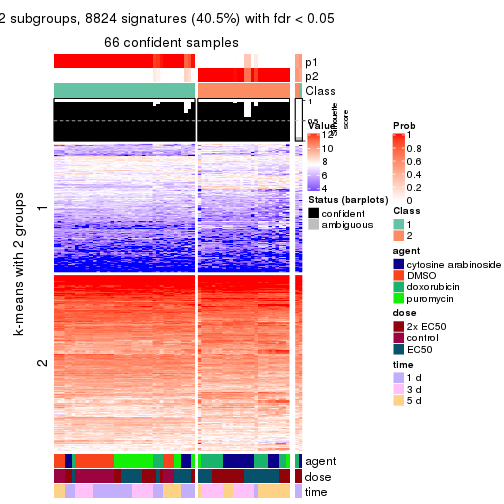 2 subgroups, 8824 signatures (40.5%) with fdr < 0.05
66 confident samples
p1
p2
Class
1
Silhouette
score
k-means with 2 groups
1
2
agent
dose
time
Value
12
10
8
6
4
Status (barplots)
confident
ambiguous
Prob
1
0.8
0.6
0.4
0.2
0
Class
1
2
agent
cytosine arabinoside
DMSO
doxorubicin
puromycin
dose
2x EC50
control
EC50
time
1 d
3 d
5 d